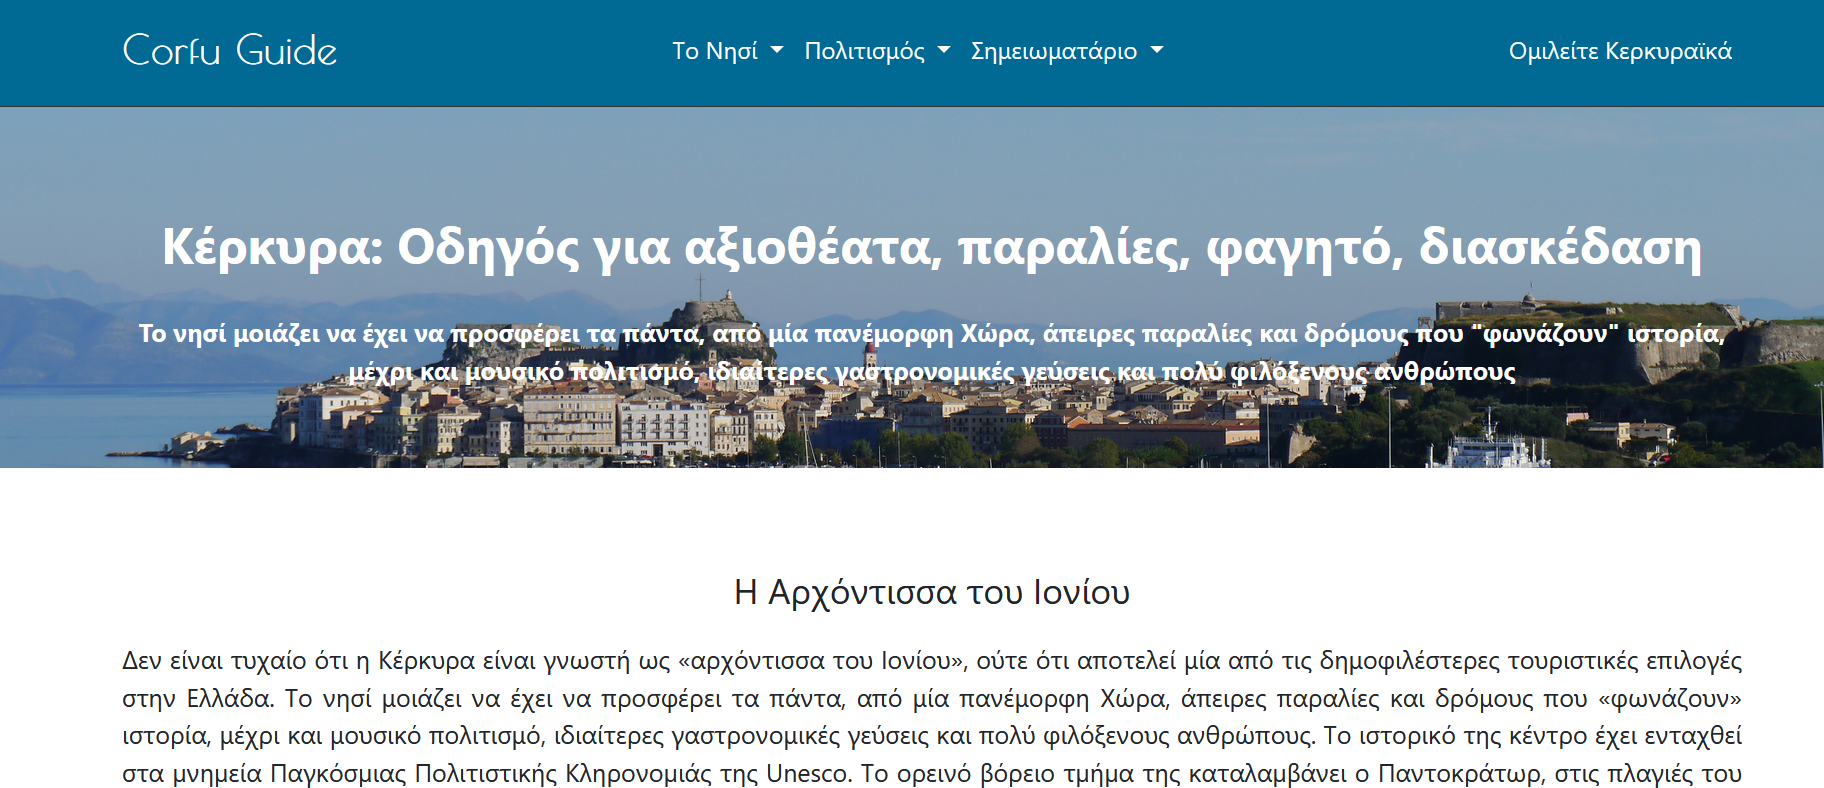 Corfu Guide
Το Νησί Πολιτισμός Σημειωματάριο
Ομιλείτε Κερκυραϊκά
Κέρκυρα: Οδηγός για αξιοθέατα, παραλίες, φαγητό, διασκέδαση
Το νησί μοιάζει να έχει να προσφέρει τα πάντα, από μία πανέμορφη Χώρα, άπειρες παραλίες και δρόμους που "φωνάζουν" ιστορία,
μέχρι και μουσικό πολιτισμό, ιδιαίτερες γαστρονομικές γεύσεις και πολύ φιλόξενους ανθρώπους
Η Αρχόντισσα του Ιονίου
Δεν είναι τυχαίο ότι η Κέρκυρα είναι γνωστή ως «αρχόντισσα του Ιονίου», ούτε ότι αποτελεί μία από τις δημοφιλέστερες τουριστικές επιλογές
στην Ελλάδα. Το νησί μοιάζει να έχει να προσφέρει τα πάντα, από μία πανέμορφη Χώρα, άπειρες παραλίες και δρόμους που «φωνάζουν»
ιστορία, μέχρι και μουσικό πολιτισμό, ιδιαίτερες γαστρονομικές γεύσεις και πολύ φιλόξενους ανθρώπους. Το ιστορικό της κέντρο έχει ενταχθεί
στα μνημεία Παγκόσμιας Πολιτιστικής Κληρονομιάς της Unesco. Το ορεινό βόρειο τμήμα της καταλαμβάνει ο Παντοκράτωρ, στις πλαγιές του